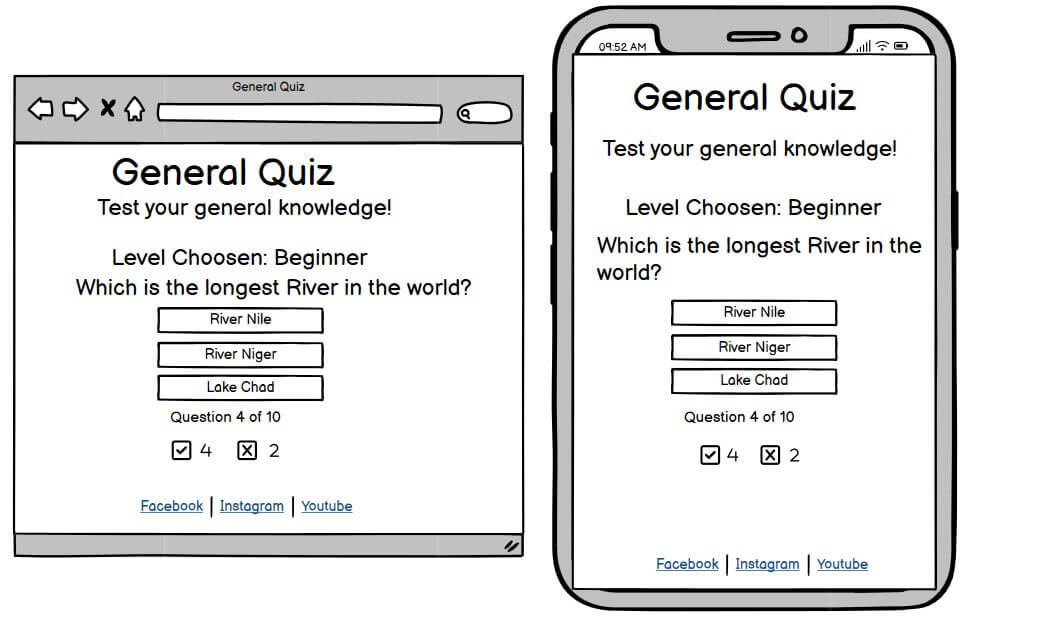 General Quiz
General Quiz
Test your general knowledge!
Level Choosen: Beginner
Which is the longest River in the world?
River Nile
River Niger
Lake Chad
Question 4 of 10
4 2
Facebook | Instagram | Youtube
09:52 AM
General Quiz
Test your general knowledge!
Level Choosen: Beginner
Which is the longest River in the
world?
River Nile
River Niger
Lake Chad
Question 4 of 10
4 2
Facebook | Instagram | Youtube